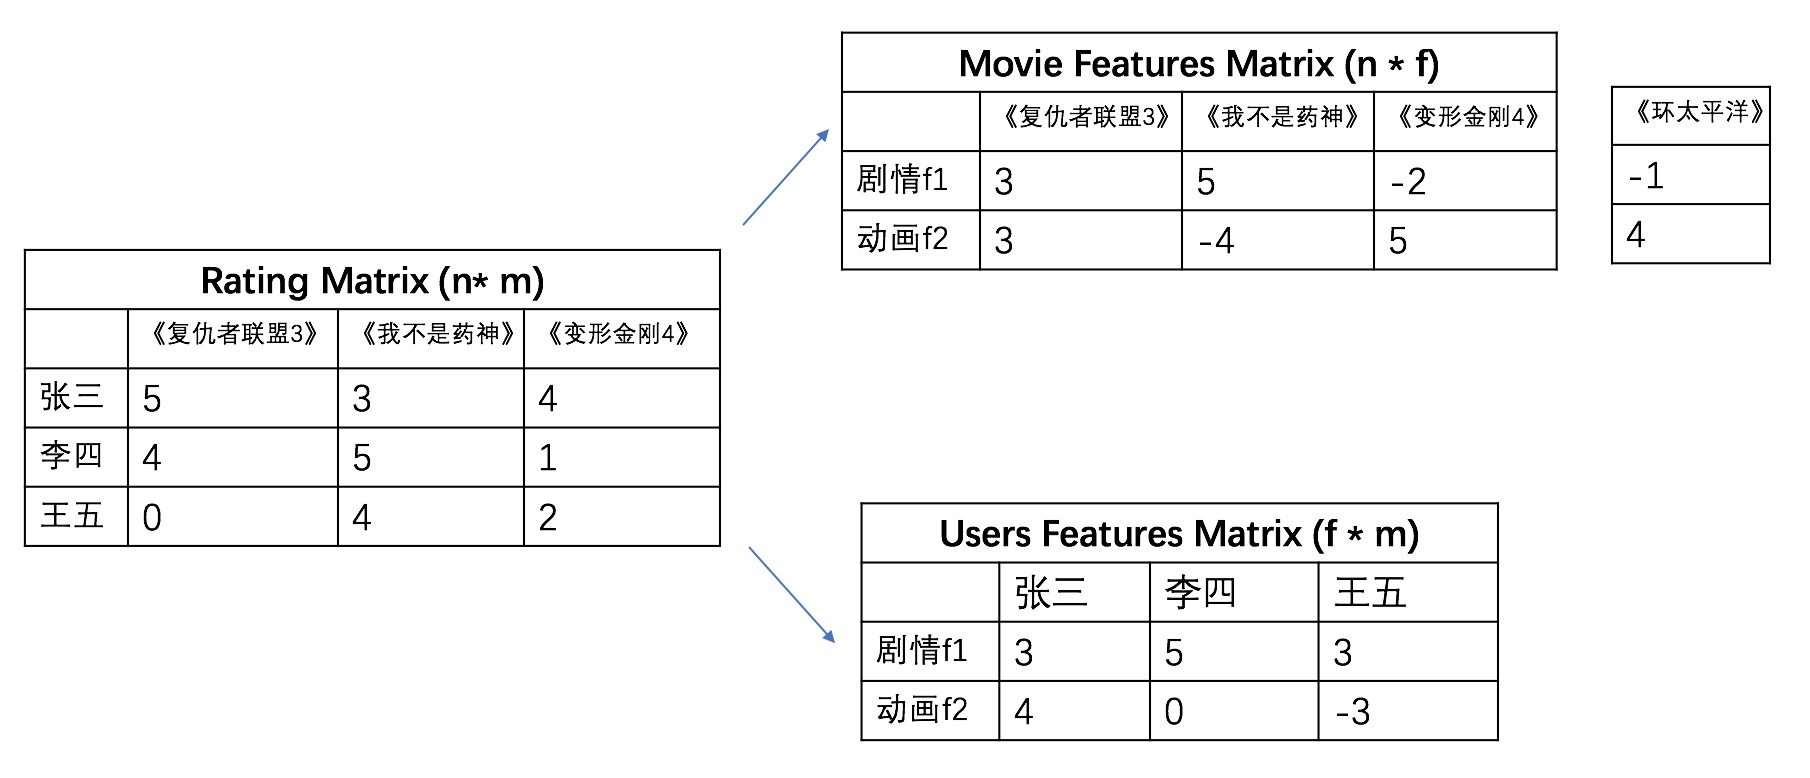 Movie Features Matrix (n * f)
《复仇者联盟3》 《我不是药神》 《变形金刚4》
剧情f1 3 5 -2
动画f2 3 -4 5
《环太平洋》
-1
4
Rating Matrix (n* m)
《复仇者联盟3》 《我不是药神》 《变形金刚4》
张三 5 3 4
李四 4 5 1
王五 0 4 2
Users Features Matrix (f * m)
张三 李四 王五
剧情f1 3 5 3
动画f2 4 0 -3